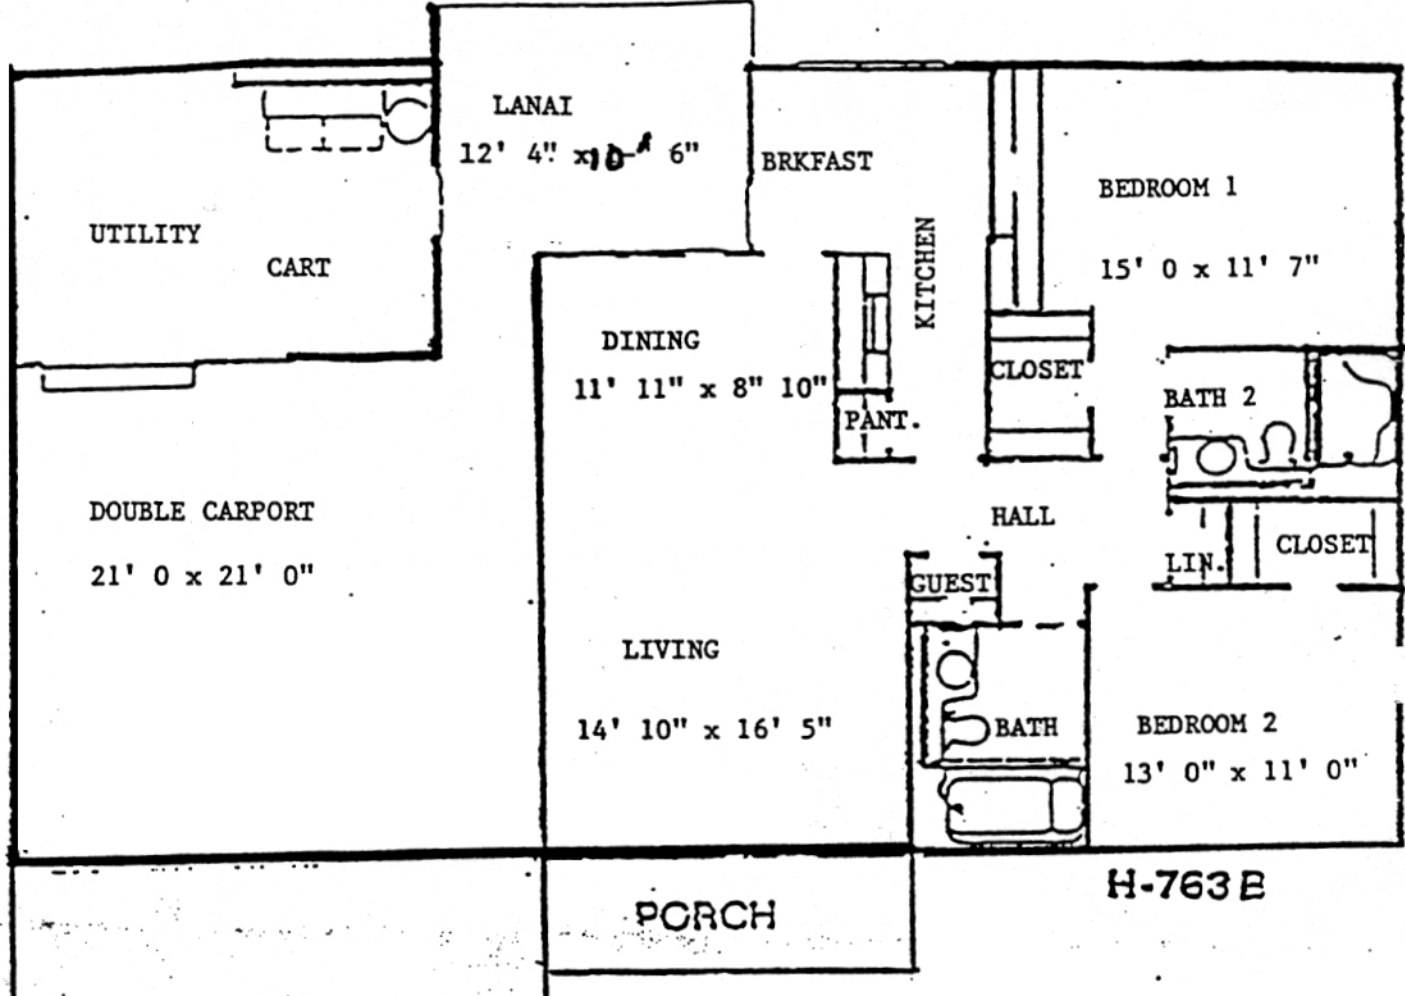 LANAI
12' 4" x10' 6"
BRKFAST
BEDROOM 1
15' 0 x 11' 7"
UTILITY
CART
KITCHEN
DINING
11' 11" x 8" 10"
CLOSET
BATH 2
PANT.
DOUBLE CARPORT
21' 0 x 21' 0"
HALL
LIN.
CLOSET
GUEST
LIVING
14' 10" x 16' 5"
BATH
BEDROOM 2
13' 0" x 11' 0"
H-763B
PORCH